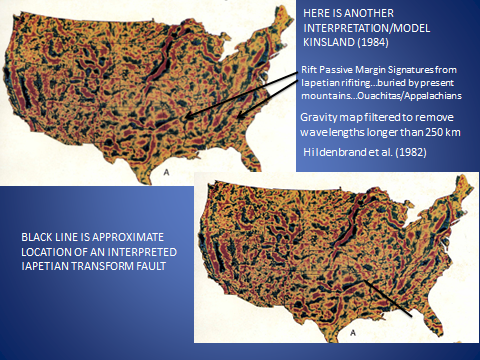 HERE IS ANOTHER
INTERPRETATION/MODEL
KINSLAND (1984)
Rift Passive Margin Signatures from
Iapetian rifiting...buried by present
mountains...Ouachitas/Appalachians
Gravity map filtered to remove
wavelengths longer than 250 km
Hildenbrand et al. (1982)
A
BLACK LINE IS APPROXIMATE
LOCATION OF AN INTERPRETED
IAPETIAN TRANSFORM FAULT
A